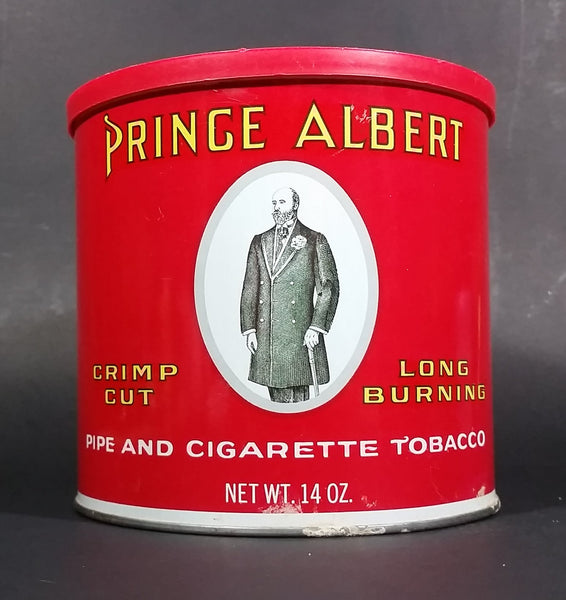 PRINCE ALBERT
CRIMP CUT
LONG BURNING
PIPE AND CIGARETTE TOBACCO
NET WT. 14 OZ.